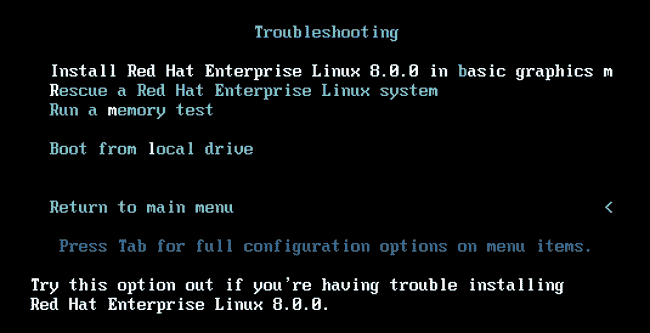 Troubleshooting
Install Red Hat Enterprise Linux 8.0.0 in basic graphics m
Rescue a Red Hat Enterprise Linux system
Run a memory test
Boot from local drive
Return to main menu <
Press Tab for full configuration options on menu items.
Try this option out if you're having trouble installing
Red Hat Enterprise Linux 8.0.0.